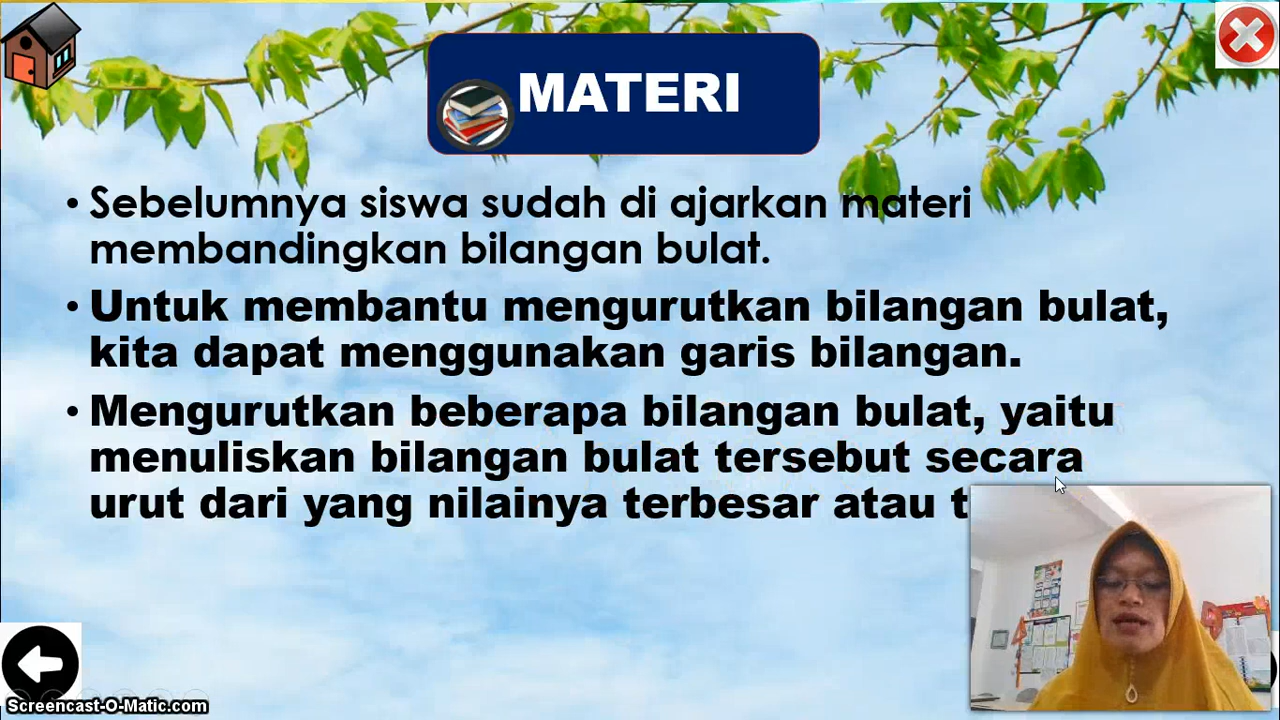 MATERI
• Sebelumnya siswa sudah di ajarkan materi
membandingkan bilangan bulat.
• Untuk membantu mengurutkan bilangan bulat,
kita dapat menggunakan garis bilangan.
• Mengurutkan beberapa bilangan bulat, yaitu
menuliskan bilangan bulat tersebut secara
urut dari yang nilainya terbesar atau
Screencast-O-Matic.com